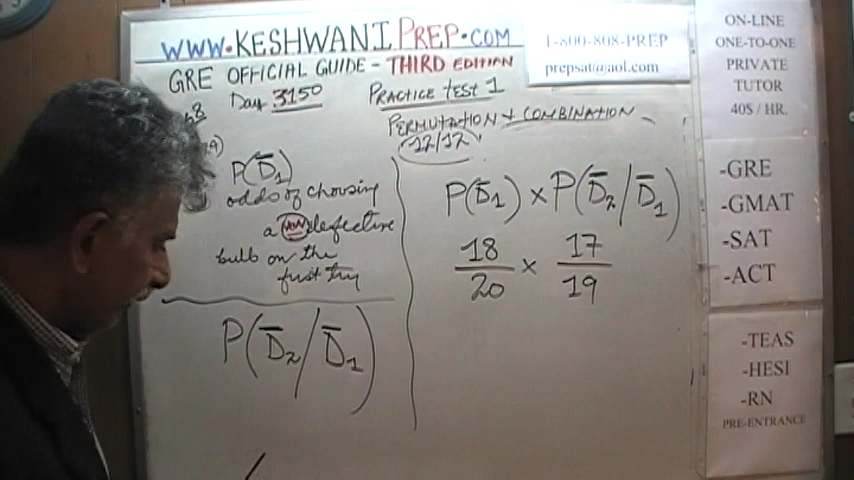 WWW.KESHWANIPREP.COM
GRE OFFICIAL GUIDE - THIRD EDITION
Day 3150
PRACTICE TEST 1
PERMUTATION + COMBINATION
12/12
P(D̅1)
odds of choosing
a non defective
bulb on the
first try
P(D̅2/D̅1)
P(D̅1) × P(D̅2/D̅1)
18/20 × 17/19
1-800-808-PREP
prepsat@aol.com
ON-LINE
ONE-TO-ONE
PRIVATE
TUTOR
40$ / HR.
-GRE
-GMAT
-SAT
-ACT
-TEAS
-HESI
-RN
PRE-ENTRANCE